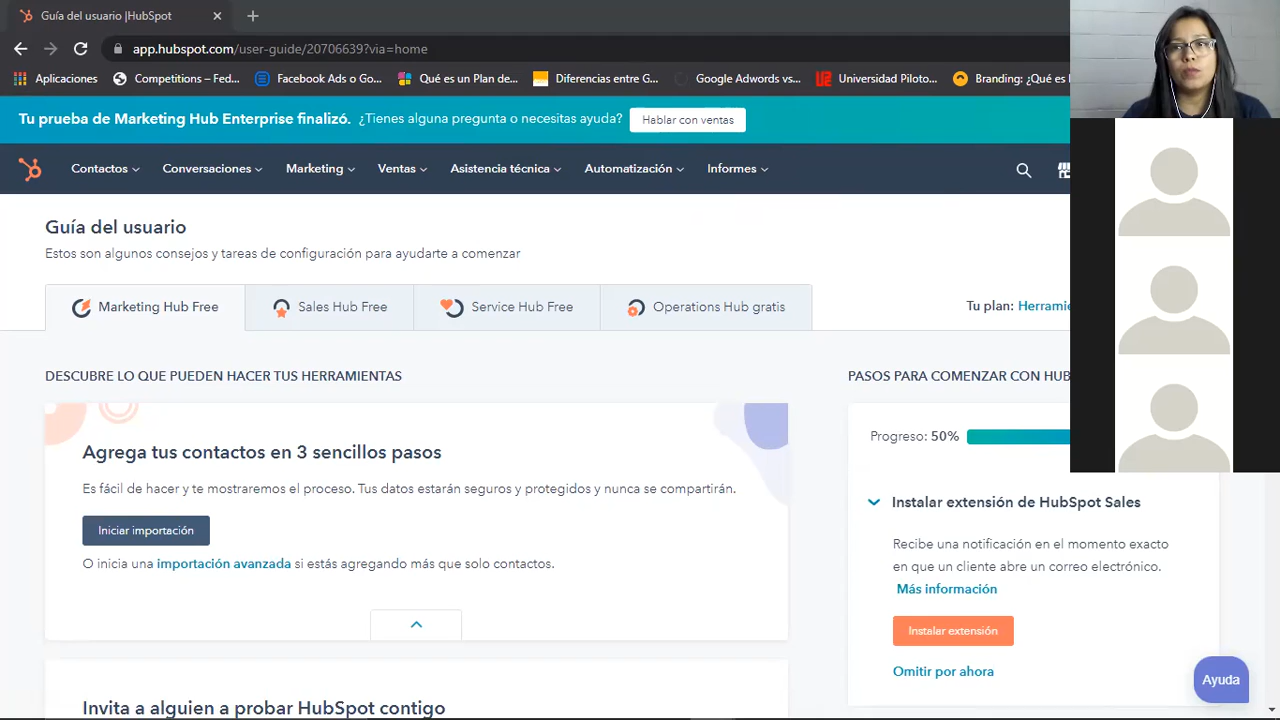 Guía del usuario |HubSpot
app.hubspot.com/user-guide/20706639?via=home
Aplicaciones
Competitions – Fed...
Facebook Ads o Go...
Qué es un Plan de...
Diferencias entre G...
Google Adwords vs...
Universidad Piloto...
Branding: ¿Qué es
Tu prueba de Marketing Hub Enterprise finalizó. ¿Tienes alguna pregunta o necesitas ayuda? Hablar con ventas
Contactos
Conversaciones
Marketing
Ventas
Asistencia técnica
Automatización
Informes
Guía del usuario
Estos son algunos consejos y tareas de configuración para ayudarte a comenzar
Marketing Hub Free
Sales Hub Free
Service Hub Free
Operations Hub gratis
Tu plan: Herramie
DESCUBRE LO QUE PUEDEN HACER TUS HERRAMIENTAS
Agrega tus contactos en 3 sencillos pasos
Es fácil de hacer y te mostraremos el proceso. Tus datos estarán seguros y protegidos y nunca se compartirán.
Iniciar importación
O inicia una importación avanzada si estás agregando más que solo contactos.
Invita a alguien a probar HubSpot contigo
PASOS PARA COMENZAR CON HUB
Progreso: 50%
Instalar extensión de HubSpot Sales
Recibe una notificación en el momento exacto
en que un cliente abre un correo electrónico.
Más información
Instalar extensión
Omitir por ahora
Ayuda